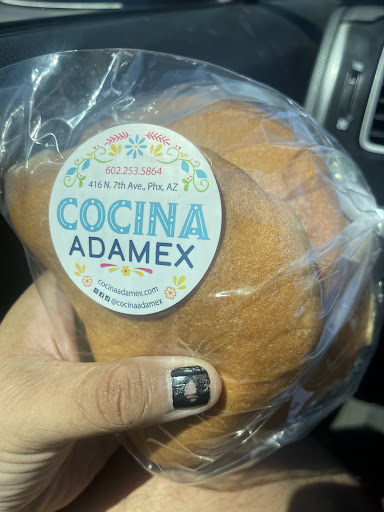 602.253.5864
416 N. 7th Ave., Phx, AZ
COCINA
ADAMEX
cocinaadamex.com
@cocinaadamex